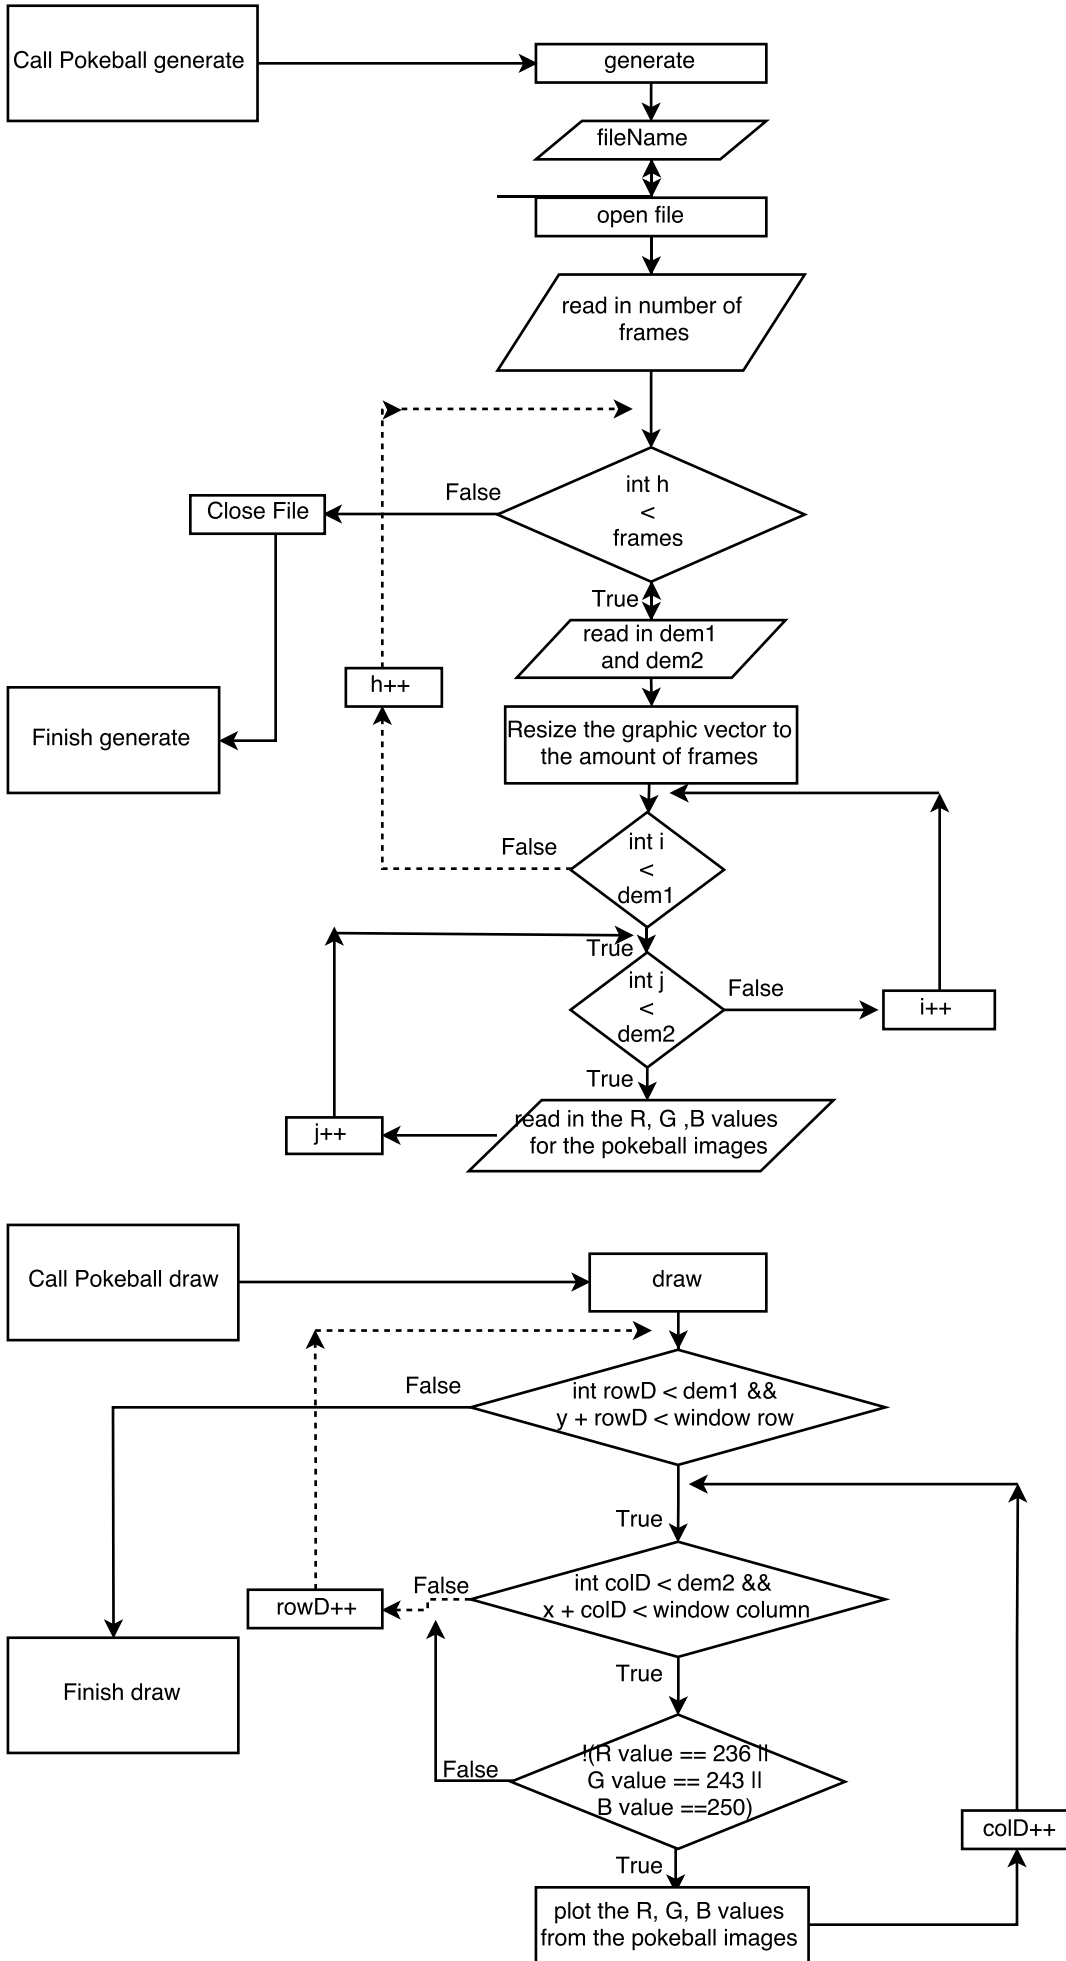 Call Pokeball generate
generate
fileName
open file
read in number of
frames
int h
<
frames
False
Close File
True
read in dem1
and dem2
h++
Finish generate
Resize the graphic vector to
the amount of frames
int i
<
dem1
False
True
int j
<
dem2
False
i++
True
read in the R, G ,B values
for the pokeball images
j++
Call Pokeball draw
draw
False
int rowD < dem1 &&
y + rowD < window row
True
int colD < dem2 &&
x + colD < window column
False
rowD++
True
Finish draw
!(R value == 236 ||
G value == 243 ||
B value ==250)
False
colD++
True
plot the R, G, B values
from the pokeball images